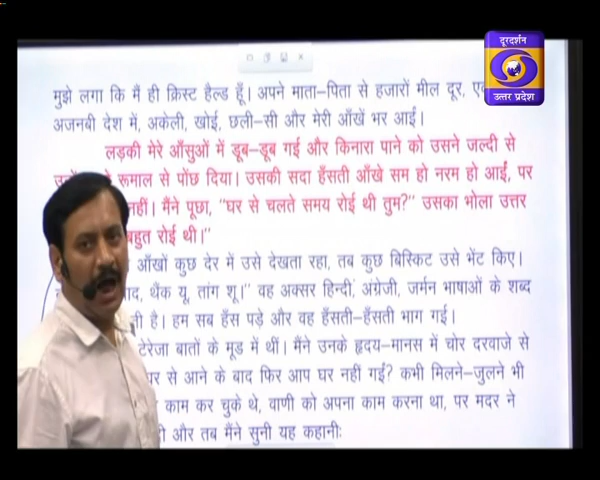 दूरदर्शन
उत्तर प्रदेश
मुझे लगा कि मैं ही क्रिस्ट हैल्ड हूँ। अपने माता-पिता से हजारों मील दूर,
अजनबी देश में, अकेली, खोई, छली-सी और मेरी आँखें भर आईं।
लड़की मेरे आँसुओं में डूब-डूब गई और किनारा पाने को उसने जल्दी से
रूमाल से पोंछ दिया। उसकी सदा हँसती आँखे सम हो नरम हो आईं, पर
नहीं। मैंने पूछा, "घर से चलते समय रोई थी तुम?" उसका भोला उत्तर
बहुत रोई थी।"
आँखों कुछ देर में उसे देखता रहा, तब कुछ बिस्किट उसे भेंट किए।
थैंक यू, तांग शू।" वह अक्सर हिन्दी, अंग्रेजी, जर्मन भाषाओं के शब्द
है। हम सब हँस पड़े और वह हँसती-हँसती भाग गई।
टेरेजा बातों के मूड में थीं। मैंने उनके हृदय-मानस में चोर दरवाजे से
से आने के बाद फिर आप घर नहीं गईं? कभी मिलने-जुलने भी
काम कर चुके थे, वाणी को अपना काम करना था, पर मदर ने
और तब मैंने सुनी यह कहानीः